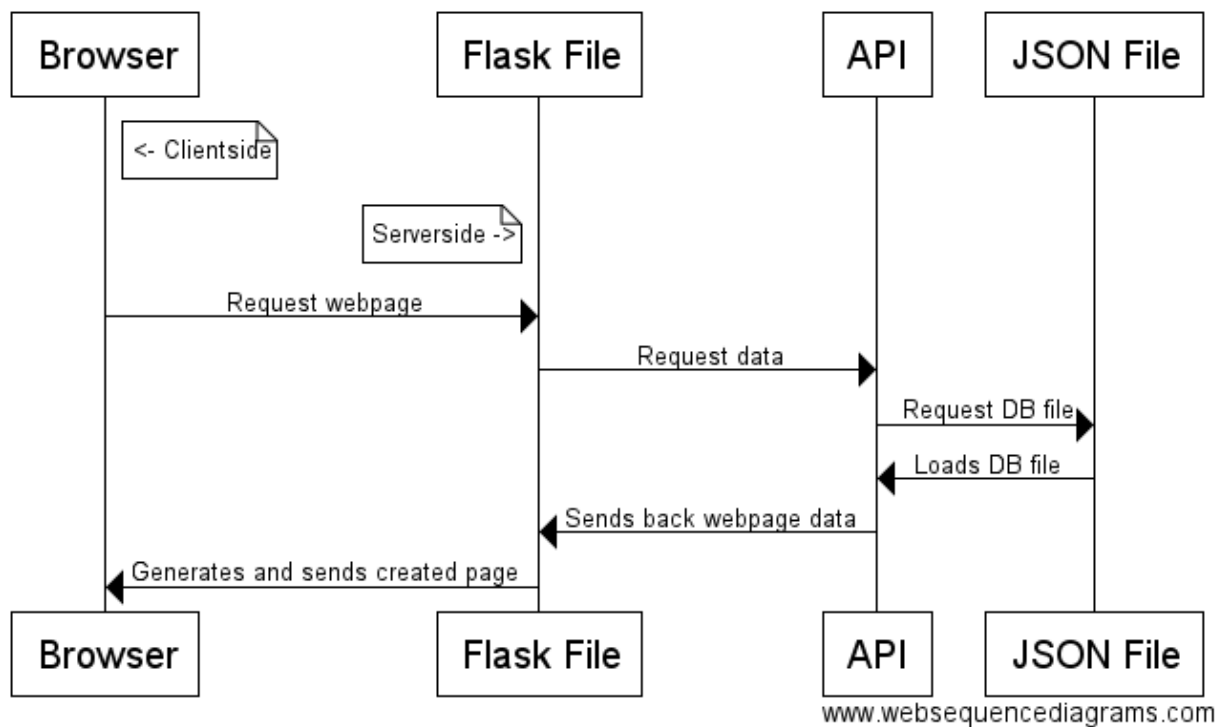 Browser
Flask File
API
JSON File
<- Clientside
Serverside ->
Request webpage
Request data
Request DB file
Loads DB file
Sends back webpage data
Generates and sends created page
Browser
Flask File
API
JSON File
www.websequencediagrams.com